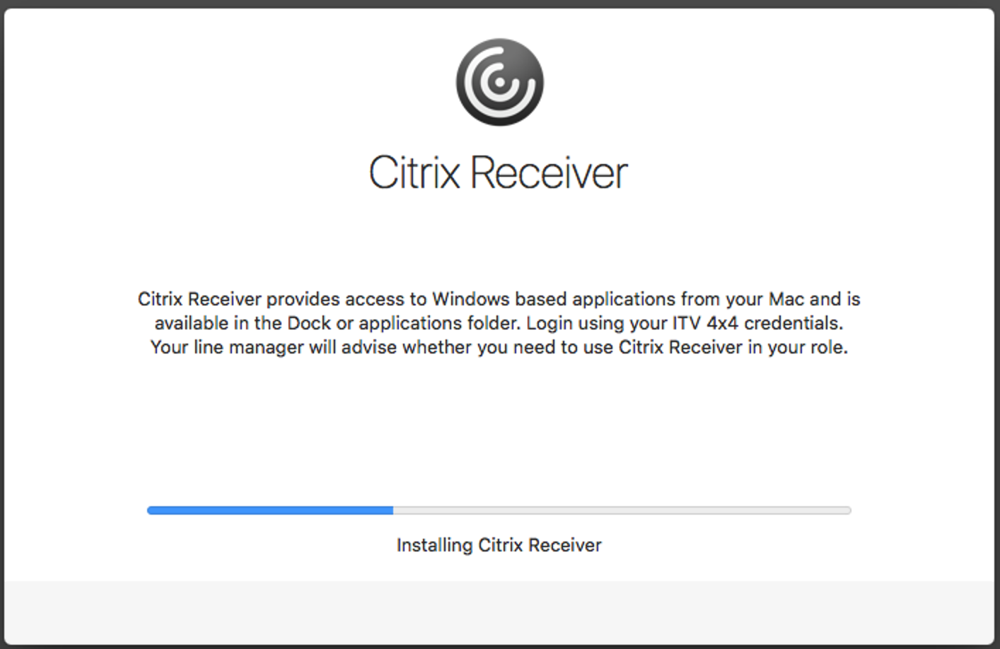 Citrix Receiver
Citrix Receiver provides access to Windows based applications from your Mac and is
available in the Dock or applications folder. Login using your ITV 4x4 credentials.
Your line manager will advise whether you need to use Citrix Receiver in your role.
Installing Citrix Receiver